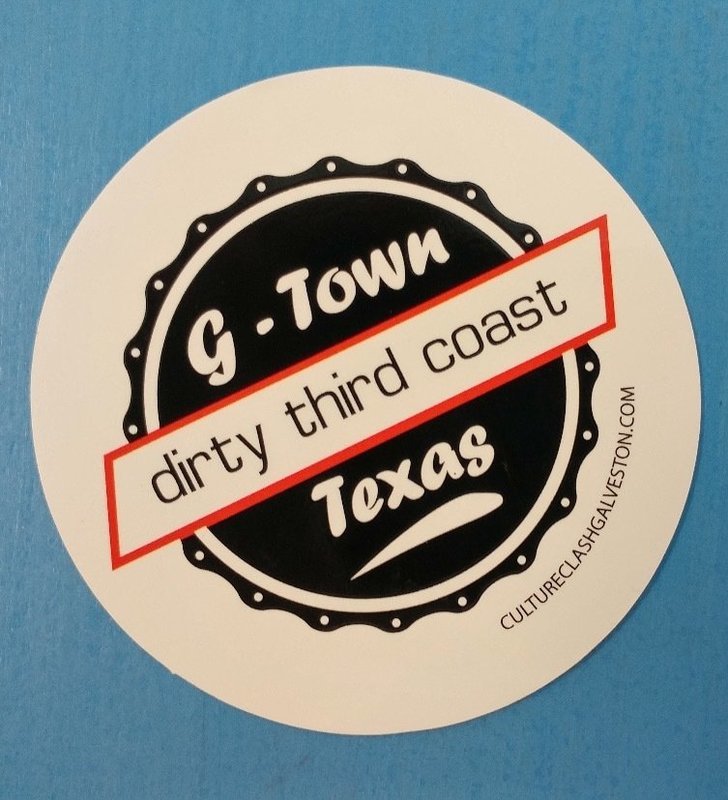 G-Town
dirty third coast
Texas
CULTURECLASHGALVESTON.COM